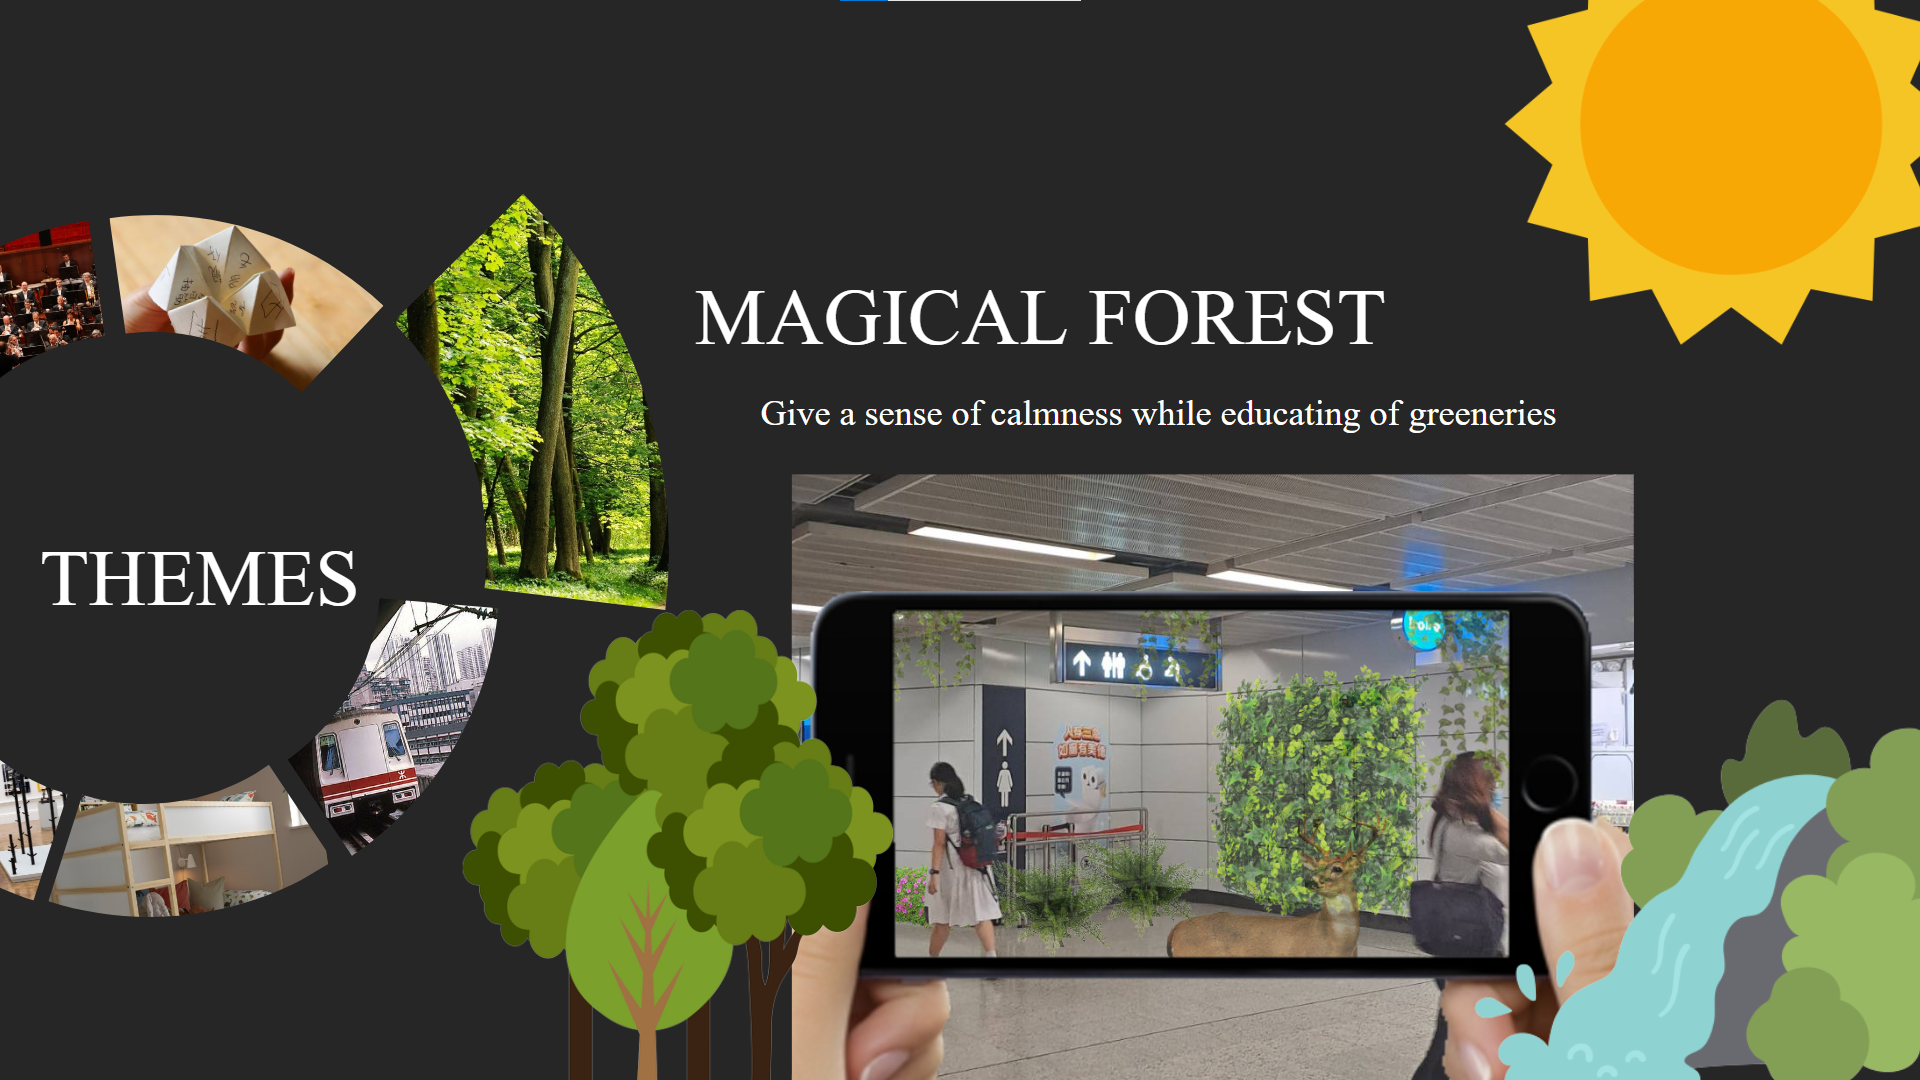 MAGICAL FOREST
Give a sense of calmness while educating of greeneries
THEMES